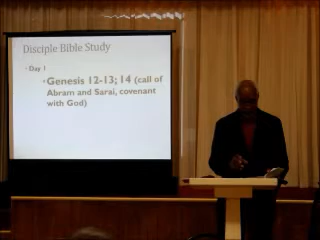 Disciple Bible Study
• Day 1
• Genesis 12-13; 14 (call of
Abram and Sarai, covenant
with God)